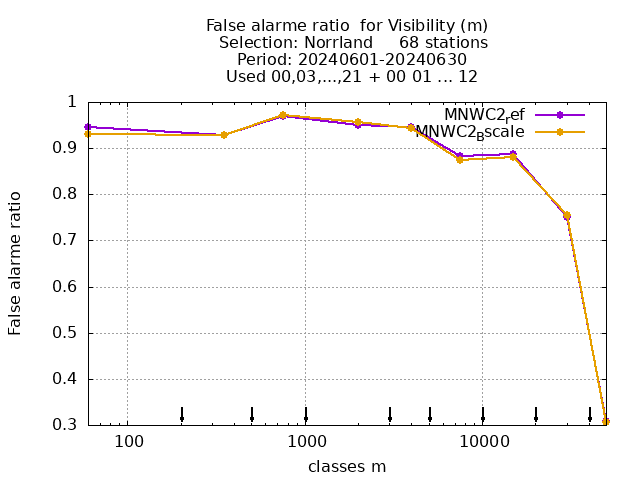 False alarme ratio  for Visibility (m)
Selection: Norrland     68 stations
Period: 20240601-20240630
Used 00,03,...,21 + 00 01 ... 12
MNWC2_ref
MNWC2_Bscale
1
0.9
0.8
0.7
0.6
0.5
0.4
0.3
False alarme ratio
100
1000
10000
classes m